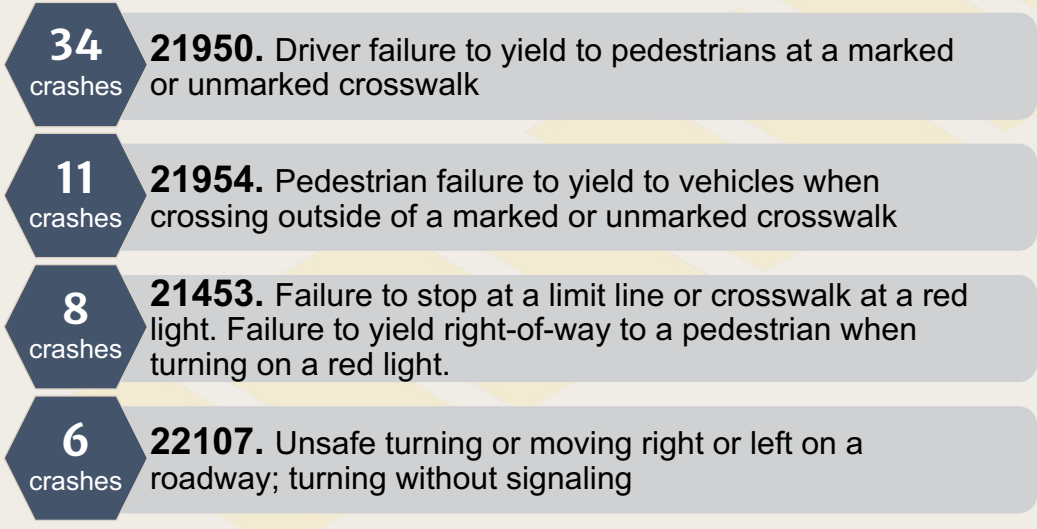 34
crashes
21950. Driver failure to yield to pedestrians at a marked
or unmarked crosswalk
11
crashes
21954. Pedestrian failure to yield to vehicles when
crossing outside of a marked or unmarked crosswalk
8
crashes
21453. Failure to stop at a limit line or crosswalk at a red
light. Failure to yield right-of-way to a pedestrian when
turning on a red light.
6
crashes
22107. Unsafe turning or moving right or left on a
roadway; turning without signaling